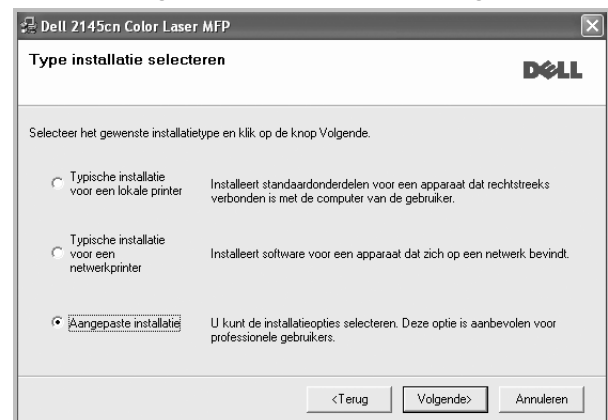 Dell 2145cn Color Laser MFP
Type installatie selecteren
DELL
Selecteer het gewenste installatietype en klik op de knop Volgende.
Typische installatie
voor een lokale printer
Installeert standaardonderdelen voor een apparaat dat rechtstreeks
verbonden is met de computer van de gebruiker.
Typische installatie
voor een
netwerkprinter
Installeert software voor een apparaat dat zich op een netwerk bevindt.
Aangepaste installatie
U kunt de installatieopties selecteren. Deze optie is aanbevolen voor
professionele gebruikers.
<Terug
Volgende>
Annuleren